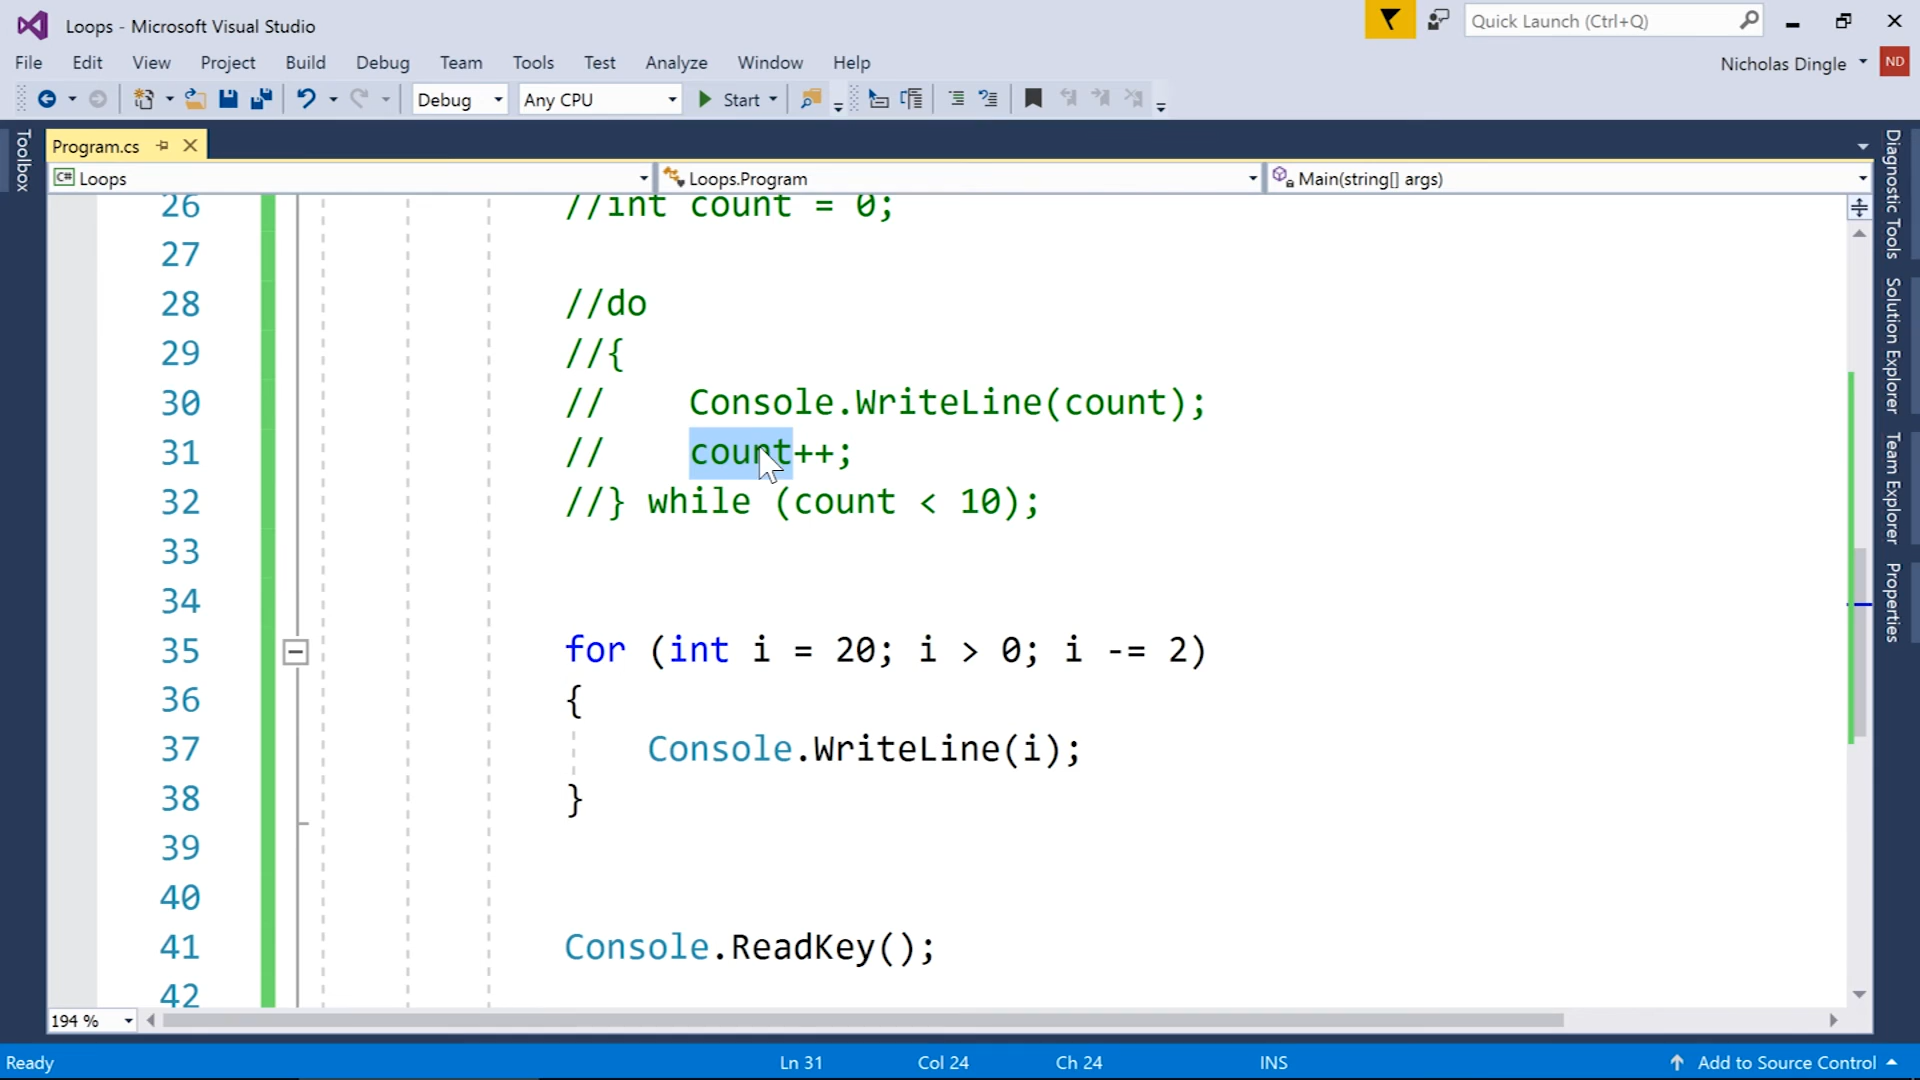 Loops - Microsoft Visual Studio
Quick Launch (Ctrl+Q)
File Edit View Project Build Debug Team Tools Test Analyze Window Help
Nicholas Dingle ND
Debug Any CPU Start
Toolbox
Program.cs
C# Loops Loops.Program Main(string[] args)
26 //int count = 0;
27
28 //do
29 //{
30 //    Console.WriteLine(count);
31 //    count++;
32 //} while (count < 10);
33
34
35 for (int i = 20; i > 0; i -= 2)
36 {
37     Console.WriteLine(i);
38 }
39
40
41 Console.ReadKey();
42
Diagnostic Tools
Solution Explorer
Team Explorer
Properties
194 %
Ready Ln 31 Col 24 Ch 24 INS Add to Source Control